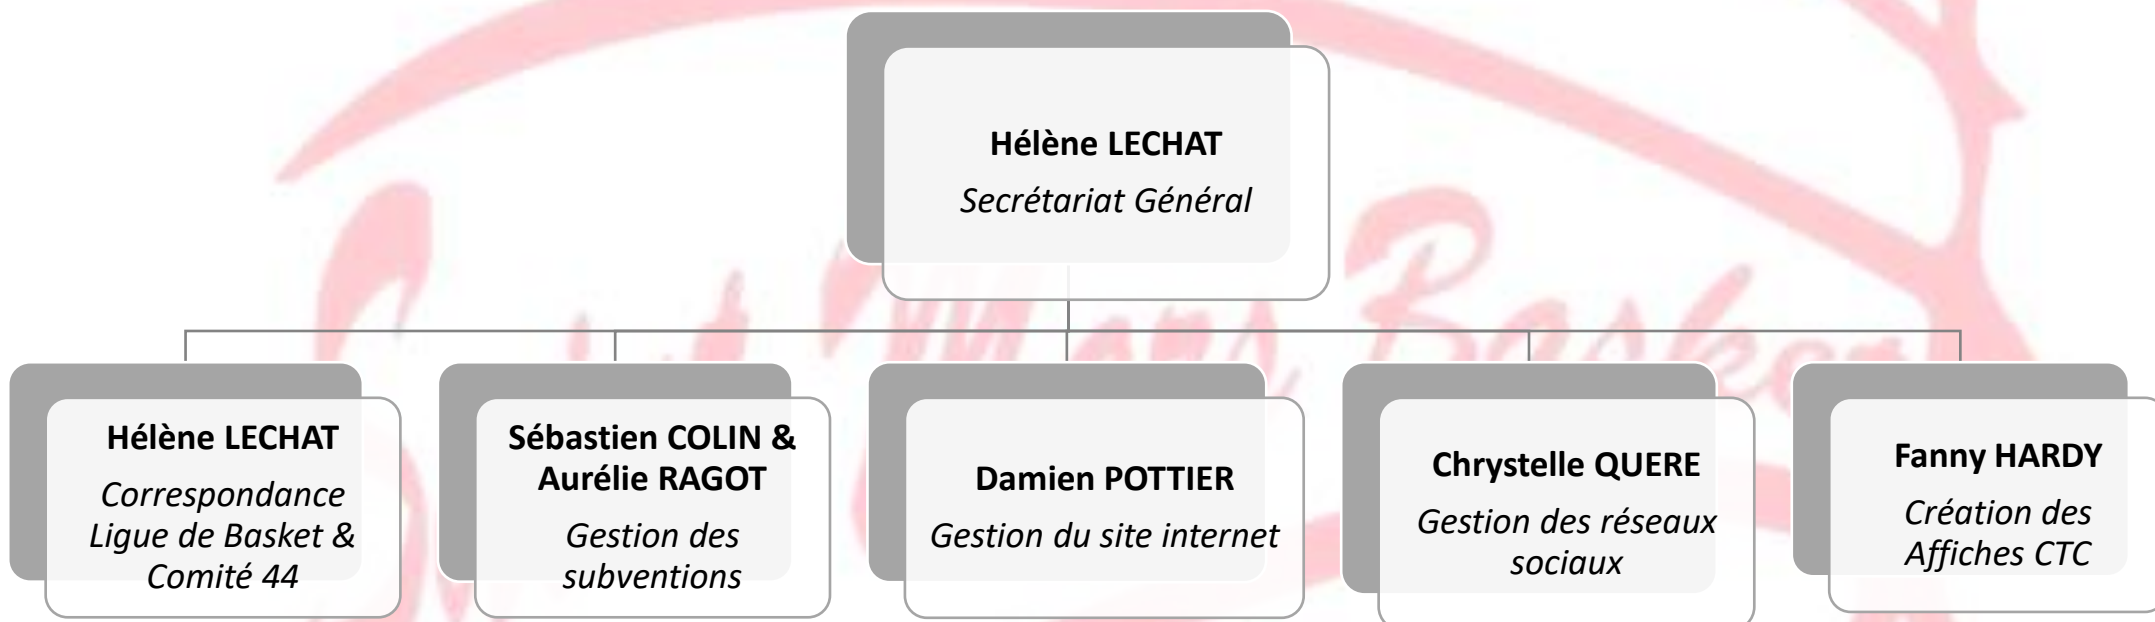 Hélène LECHAT
Secrétariat Général
Hélène LECHAT
Correspondance
Ligue de Basket &
Comité 44
Sébastien COLIN &
Aurélie RAGOT
Gestion des
subventions
Damien POTTIER
Gestion du site internet
Chrystelle QUERE
Gestion des réseaux
sociaux
Fanny HARDY
Création des
Affiches CTC